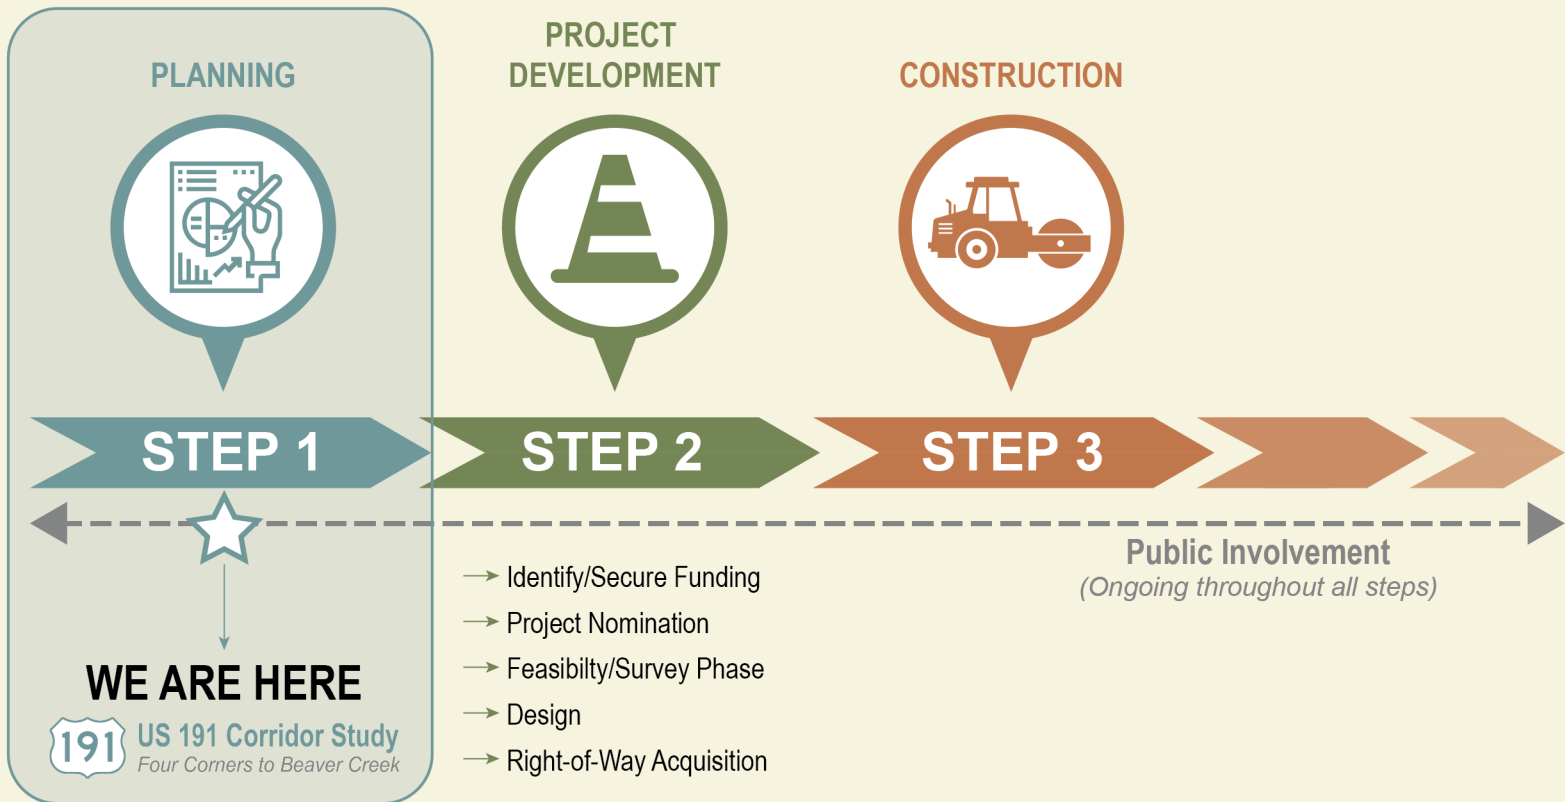 PLANNING
PROJECT
DEVELOPMENT
CONSTRUCTION
STEP 1
STEP 2
STEP 3
Public Involvement
(Ongoing throughout all steps)
WE ARE HERE
191
US 191 Corridor Study
Four Corners to Beaver Creek
Identify/Secure Funding
Project Nomination
Feasibilty/Survey Phase
Design
Right-of-Way Acquisition